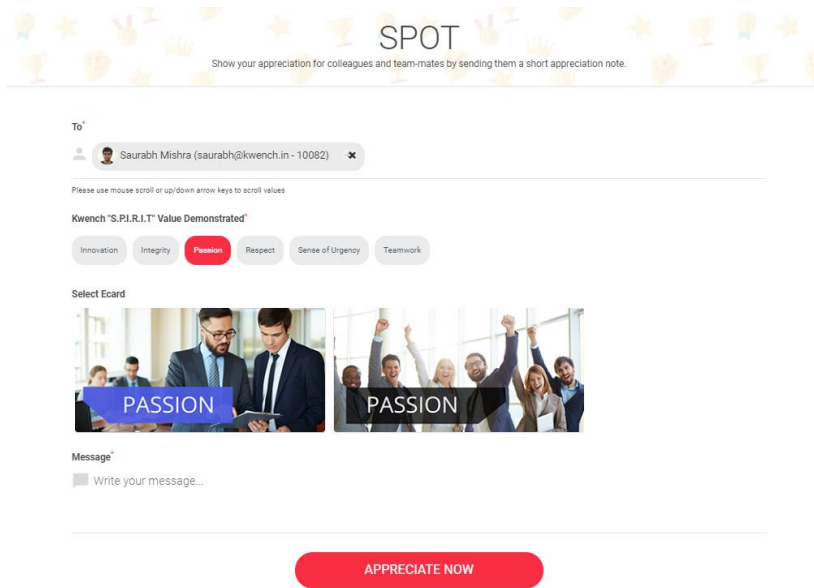 SPOT
Show your appreciation for colleagues and team-mates by sending them a short appreciation note.
To*
Saurabh Mishra (saurabh@kwench.in - 10082) ✖
Please use mouse scroll or up/down arrow keys to scroll values
Kwench "S.P.I.R.I.T" Value Demonstrated*
Innovation Integrity Passion Respect Sense of Urgency Teamwork
Select Ecard
PASSION PASSION
Message*
Write your message...
APPRECIATE NOW